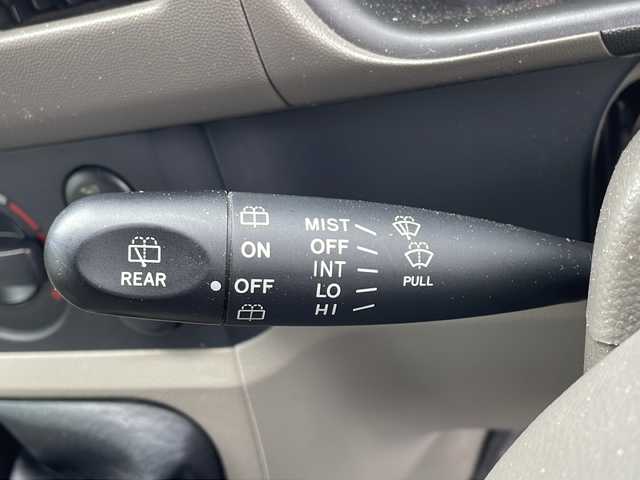 REAR
ON
OFF
MIST
OFF
INT
LO
HI
PULL